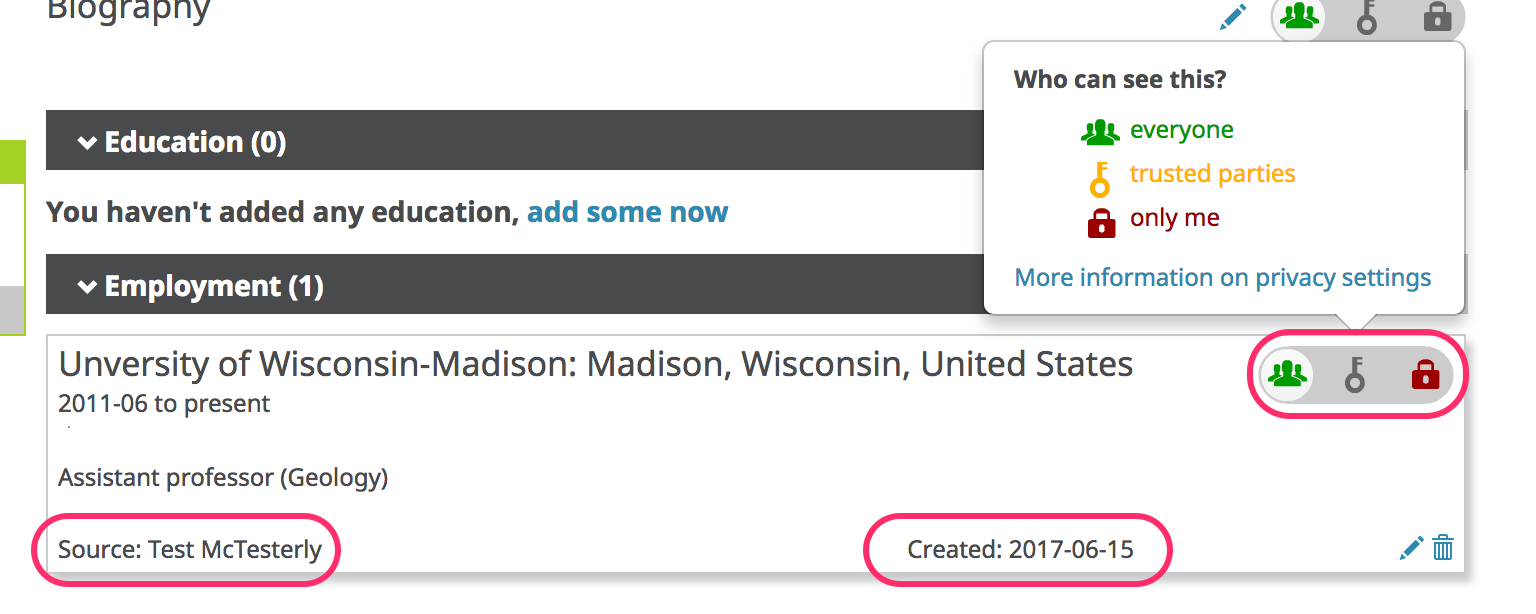 Biography
Who can see this?
everyone
trusted parties
only me
More information on privacy settings
Education (0)
You haven't added any education, add some now
Employment (1)
Unversity of Wisconsin-Madison: Madison, Wisconsin, United States
2011-06 to present
Assistant professor (Geology)
Source: Test McTesterly
Created: 2017-06-15